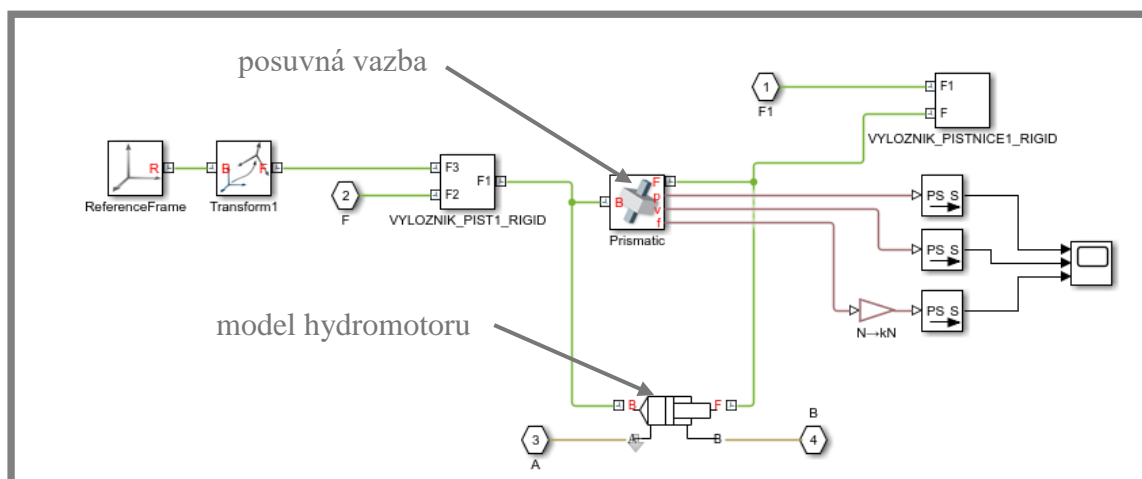 posuvná vazba
1
F1
F1
F
VYLOZNIK_PISTNICE1_RIGID
R
ReferenceFrame
B
F
Transform1
2
F
F3
F2
F1
VYLOZNIK_PIST1_RIGID
B
F
p
v
f
Prismatic
PS S
PS S
PS S
N→kN
model hydromotoru
B
F
A
B
3
A
B
4